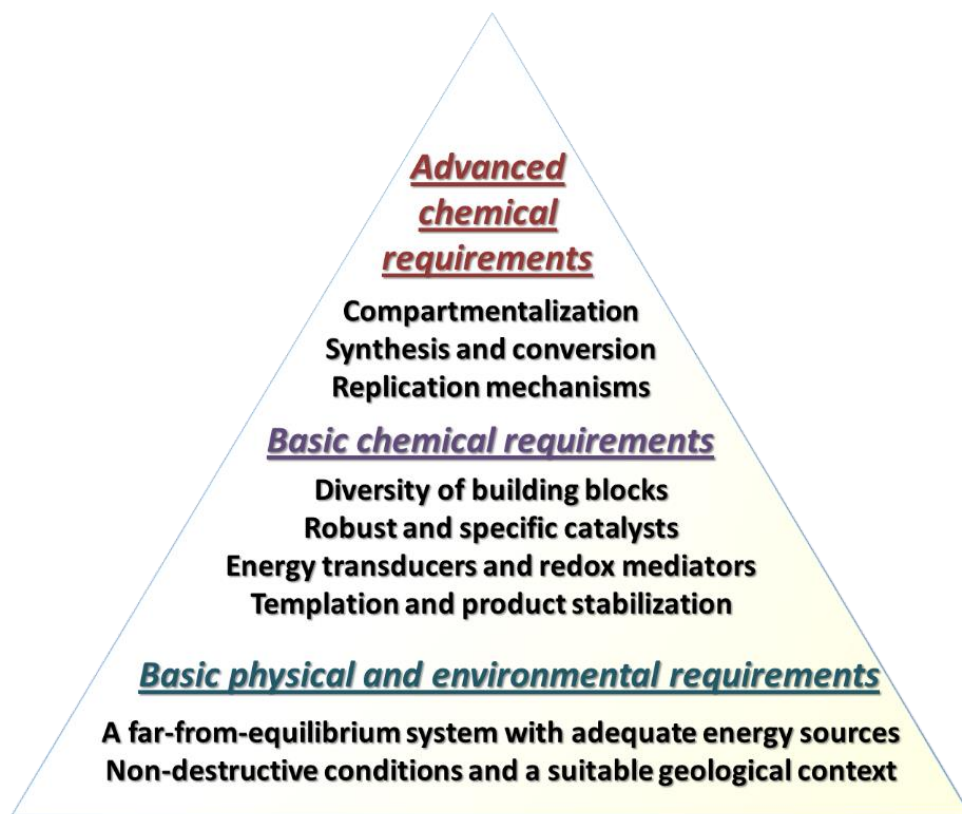 Advanced
chemical
requirements
Compartmentalization
Synthesis and conversion
Replication mechanisms
Basic chemical requirements
Diversity of building blocks
Robust and specific catalysts
Energy transducers and redox mediators
Templation and product stabilization
Basic physical and environmental requirements
A far-from-equilibrium system with adequate energy sources
Non-destructive conditions and a suitable geological context